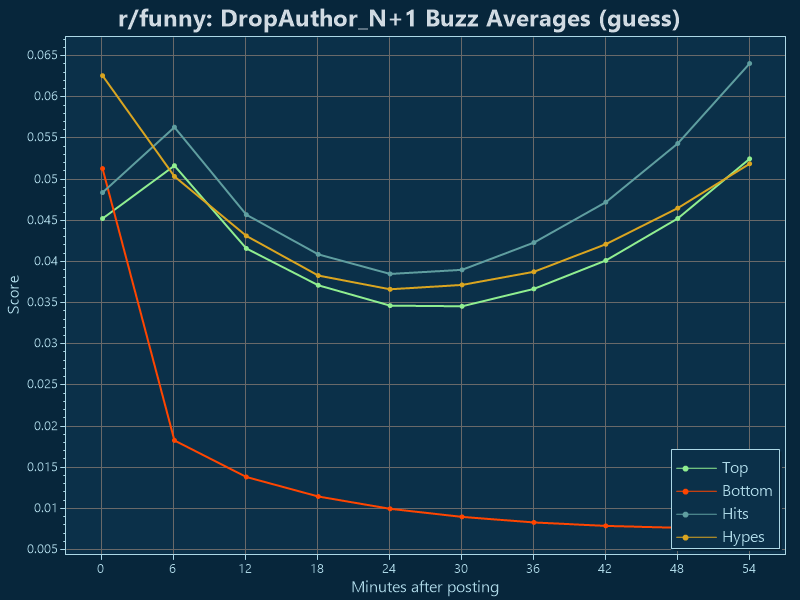 r/funny: DropAuthor_N+1 Buzz Averages (guess)
Score
0.065
0.06
0.055
0.05
0.045
0.04
0.035
0.03
0.025
0.02
0.015
0.01
0.005
Top
Bottom
Hits
Hypes
0 6 12 18 24 30 36 42 48 54
Minutes after posting